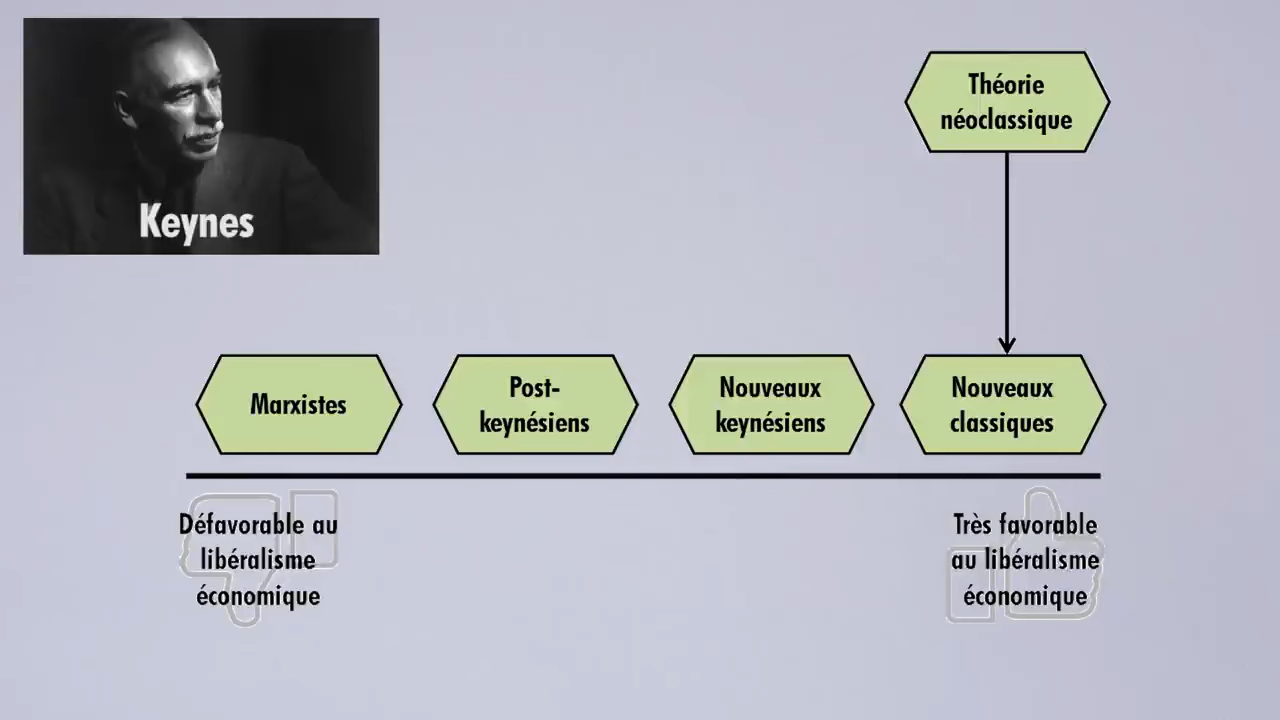 Keynes
Théorie
néoclassique
Marxistes
Post-
keynésiens
Nouveaux
keynésiens
Nouveaux
classiques
Défavorable au
libéralisme
économique
Très favorable
au libéralisme
économique